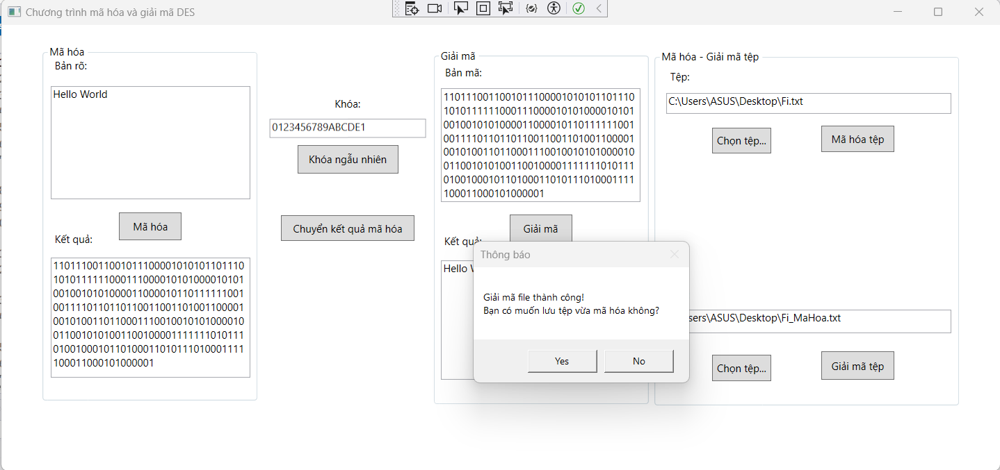 Chương trình mã hóa và giải mã DES
Mã hóa
Bản rõ:
Hello World
Mã hóa
Kết quả:
1101110011001011100001010101101110
1010111111000111000010101000010101
0010010101000011000010110111111001
0011110110110110011001101001100001
0010100110110001110010010101000010
0110010101001100100001111111010111
0100100010110100011010111010001111
100011000101000001
Khóa:
0123456789ABCDE1
Khóa ngẫu nhiên
Chuyển kết quả mã hóa
Giải mã
Bản mã:
1101110011001011100001010101101110
1010111111000111000010101000010101
0010010101000011000010110111111001
0011110110110110011001101001100001
0010100110110001110010010101000010
0110010101001100100001111111010111
0100100010110100011010111010001111
100011000101000001
Giải mã
Kết quả:
Hello
Thông báo
Giải mã file thành công!
Bạn có muốn lưu tệp vừa mã hóa không?
Yes
No
Mã hóa - Giải mã tệp
Tệp:
C:\Users\ASUS\Desktop\Fi.txt
Chọn tệp...
Mã hóa tệp
sers\ASUS\Desktop\Fi_MaHoa.txt
Chọn tệp...
Giải mã tệp